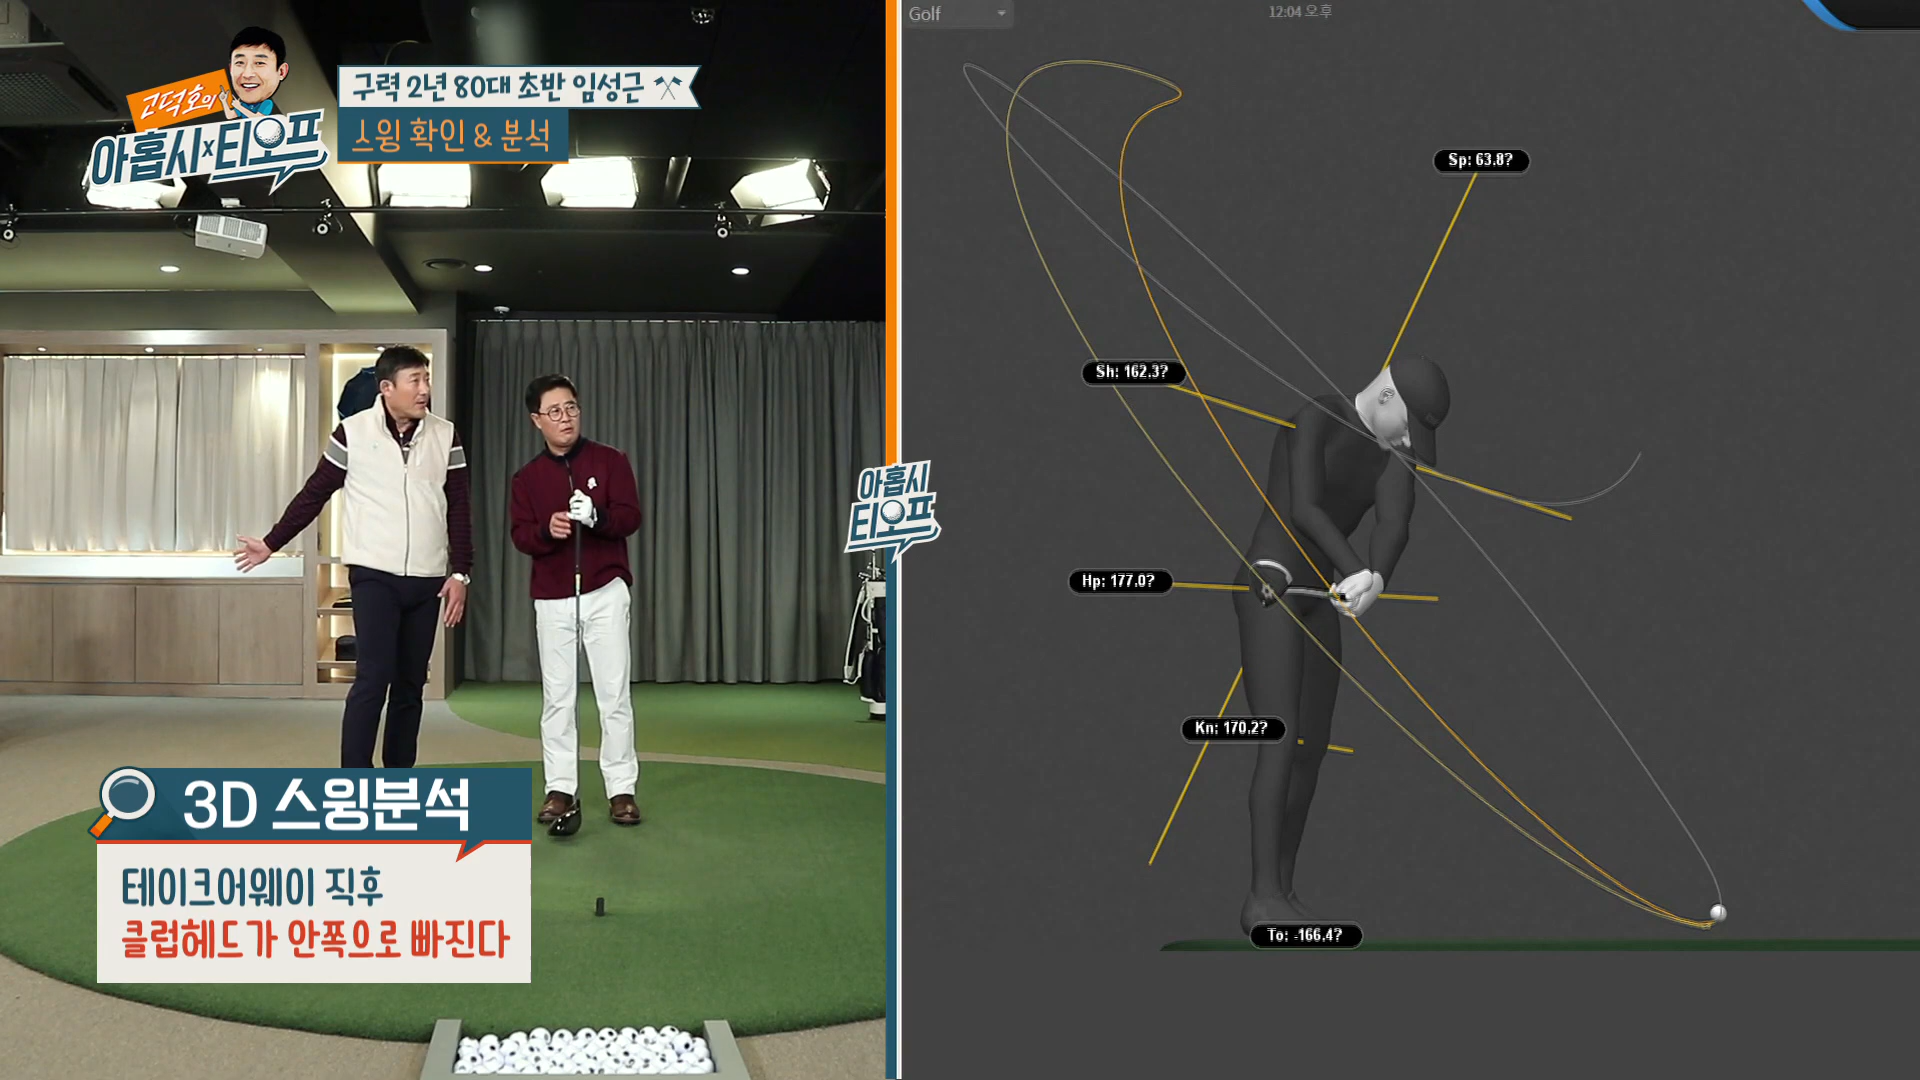 고덕호의
아홉시x티오프
구력 2년 80대 초반 임성근
스윙 확인 & 분석
3D 스윙분석
테이크어웨이 직후
클럽헤드가 안쪽으로 빠진다
아홉시
티오프
Golf
12:04 오후
Sp: 63.8?
Sh: 162.3?
Hp: 177.0?
Kn: 170.2?
To: -166.4?